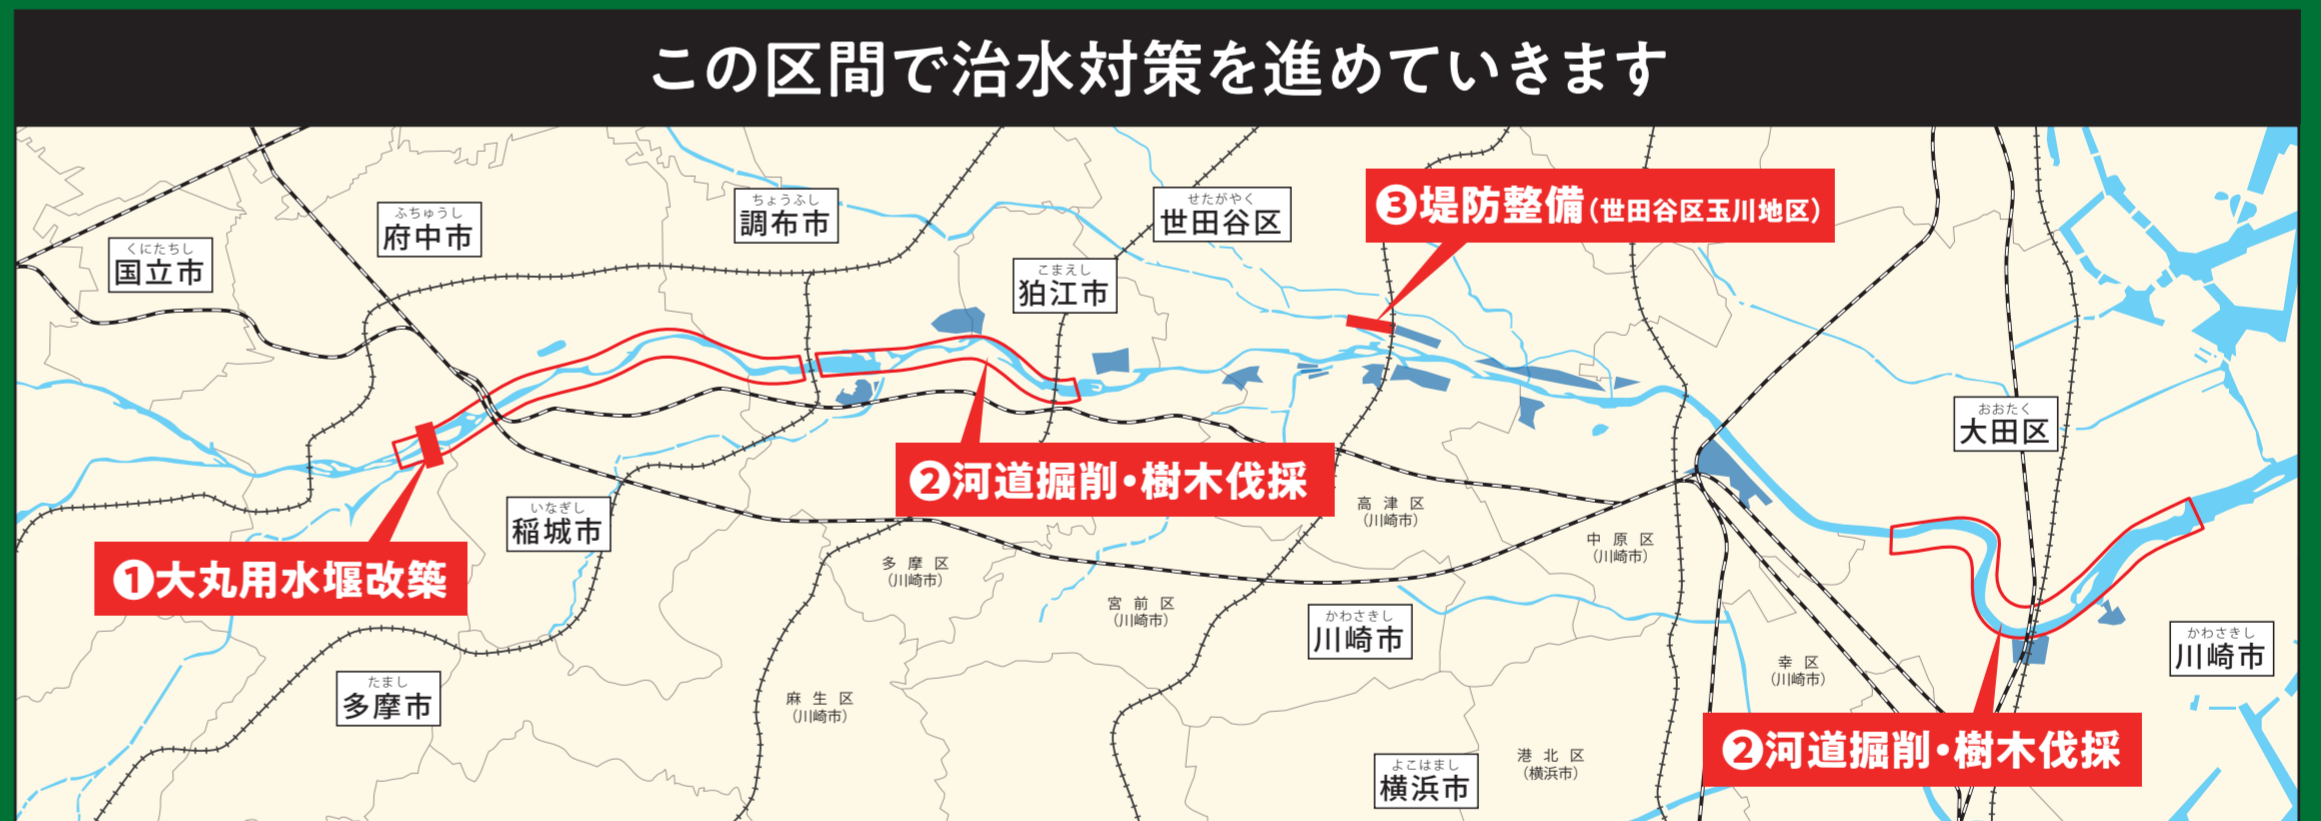 この区間で治水対策を進めていきます
くにたちし
国立市
ふちゅうし
府中市
ちょうふし
調布市
せたがやく
世田谷区
❸堤防整備(世田谷区玉川地区)
こまえし
狛江市
おおたく
大田区
❷河道掘削・樹木伐採
いなぎし
稲城市
❶大丸用水堰改築
高津区
(川崎市)
中原区
(川崎市)
多摩区
(川崎市)
宮前区
(川崎市)
かわさきし
川崎市
かわさきし
川崎市
幸区
(川崎市)
たまし
多摩市
麻生区
(川崎市)
❷河道掘削・樹木伐採
よこはまし
横浜市
港北区
(横浜市)